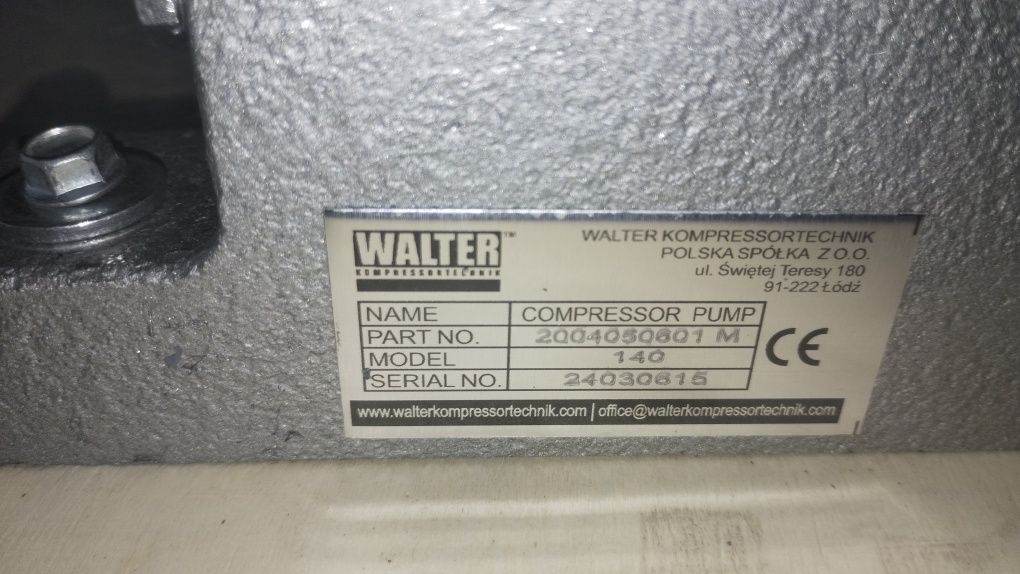 WALTER™
KOMPRESSORTECHNIK
WALTER KOMPRESSORTECHNIK
POLSKA SPÓŁKA Z O.O.
ul. Świętej Teresy 180
91-222 Łódź
NAME COMPRESSOR PUMP
PART NO. 2004050601 M
MODEL 140
SERIAL NO. 24030615
CE
www.walterkompressortechnik.com | office@walterkompressortechnik.com